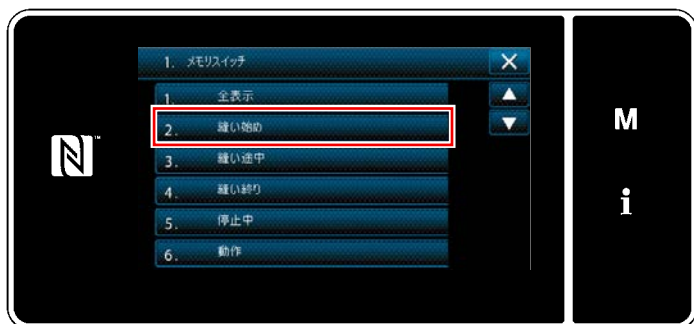 1. メモリスイッチ
1. 全表示
2. 縫い始め
3. 縫い途中
4. 縫い終り
5. 停止中
6. 動作
M
i